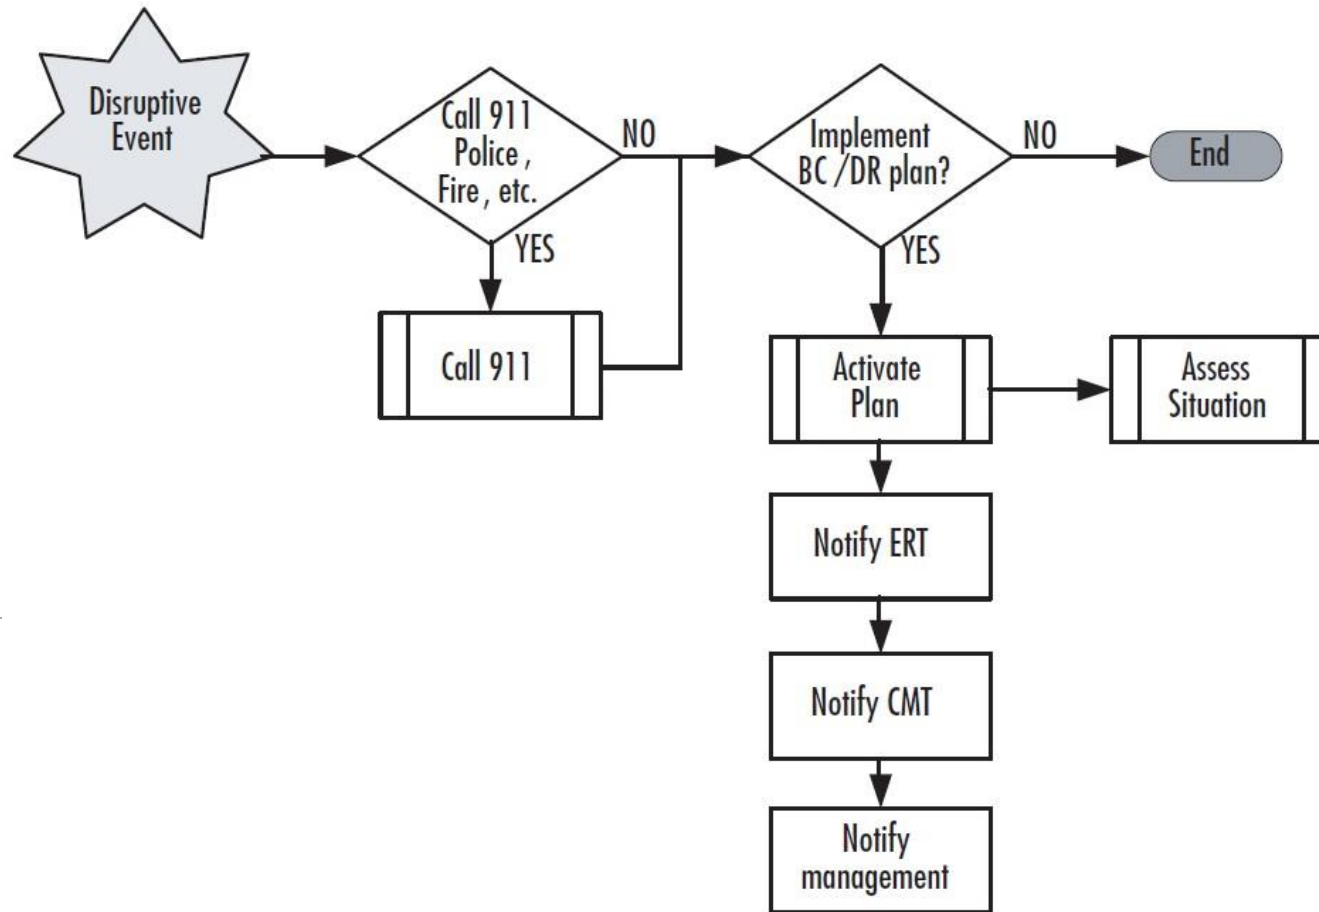 Disruptive
Event
Call 911
Police ,
Fire , etc.
NO
YES
Call 911
Implement
BC /DR plan?
NO
End
YES
Activate
Plan
Assess
Situation
Notify ERT
Notify CMT
Notify
management